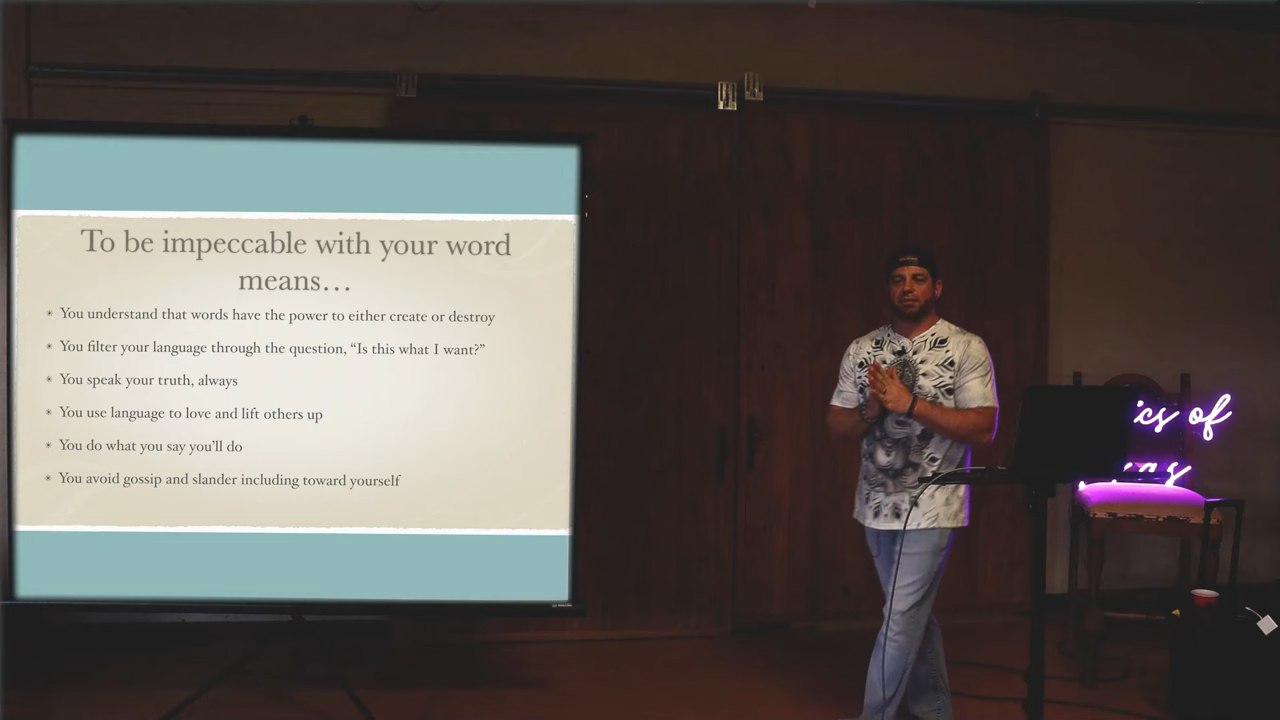 To be impeccable with your word
means…
* You understand that words have the power to either create or destroy
* You filter your language through the question, “Is this what I want?”
* You speak your truth, always
* You use language to love and lift others up
* You do what you say you’ll do
* You avoid gossip and slander including toward yourself
of